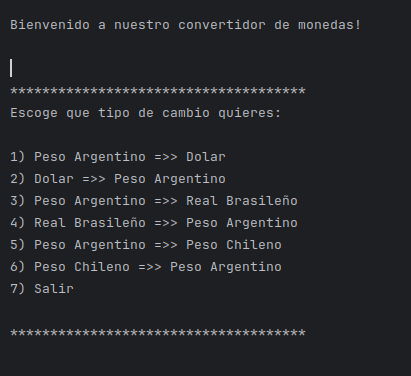 Bienvenido a nuestro convertidor de monedas!
*************************************
Escoge que tipo de cambio quieres:
1) Peso Argentino =>> Dolar
2) Dolar =>> Peso Argentino
3) Peso Argentino =>> Real Brasileño
4) Real Brasileño =>> Peso Argentino
5) Peso Argentino =>> Peso Chileno
6) Peso Chileno =>> Peso Argentino
7) Salir
*************************************